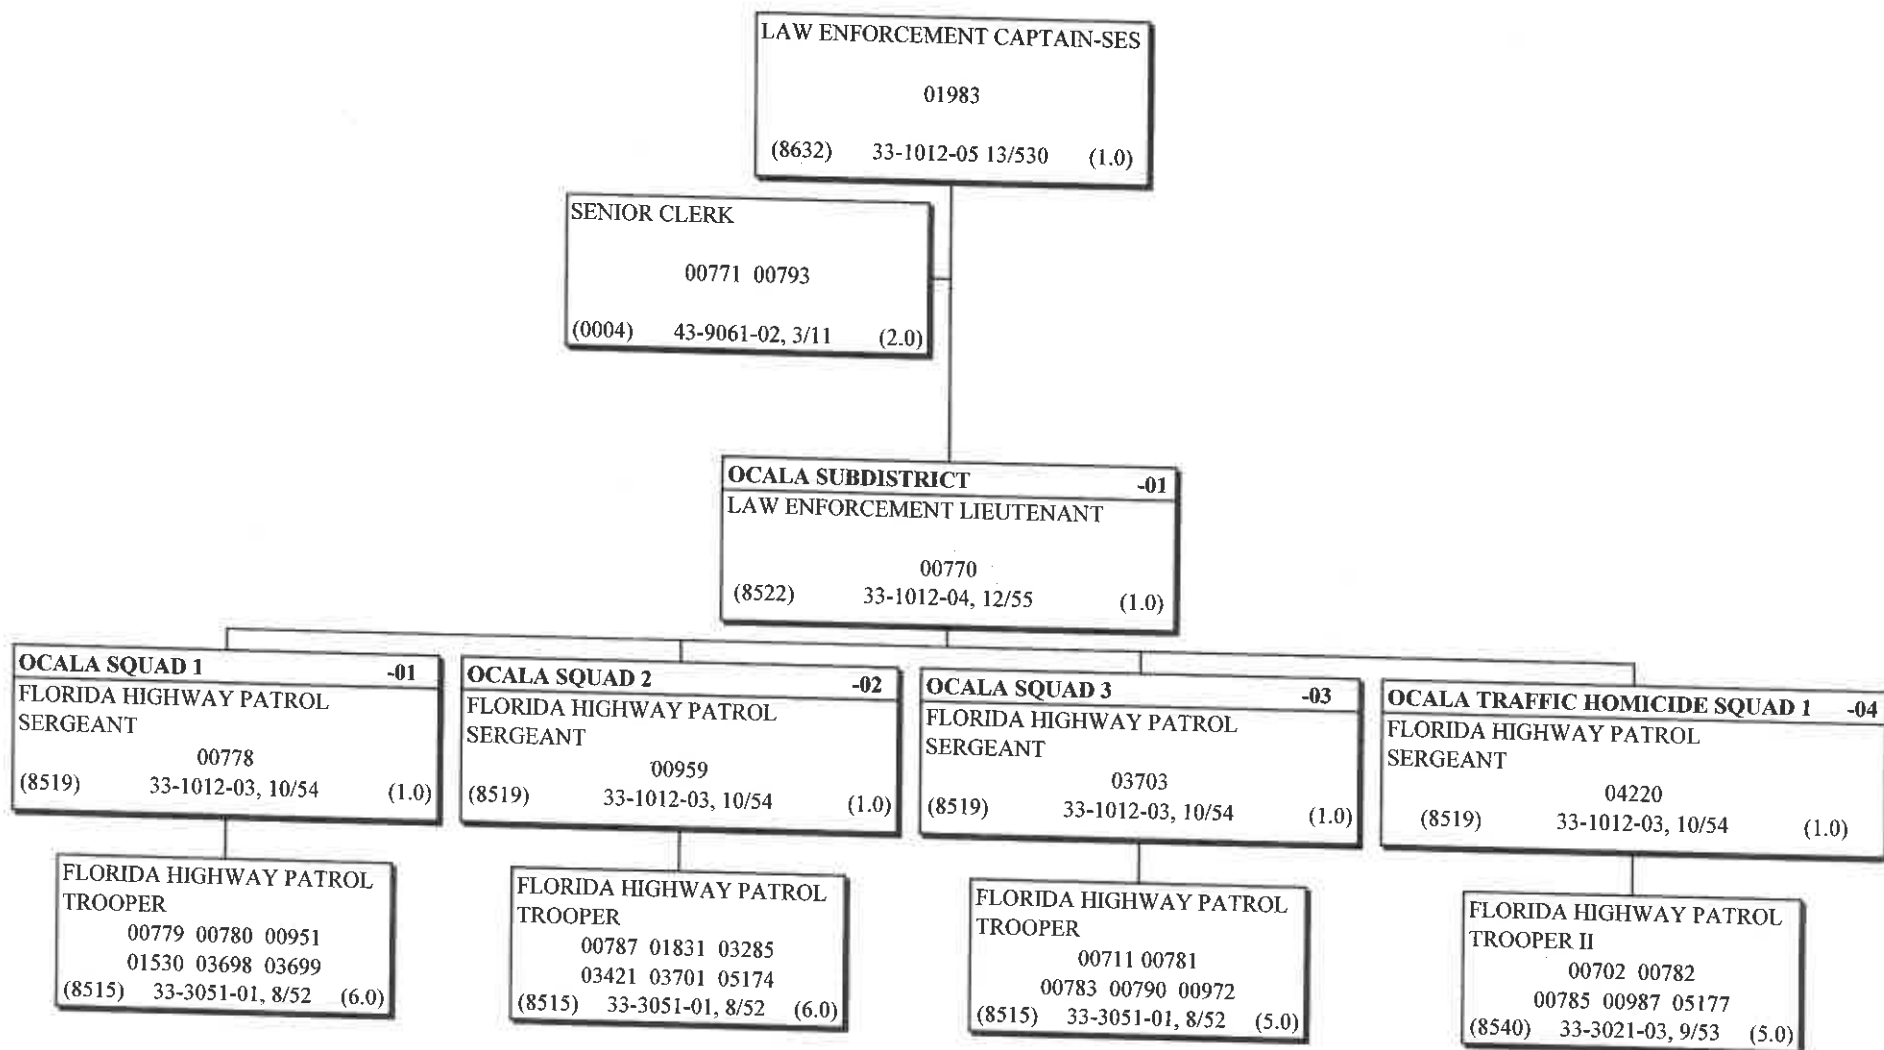 LAW ENFORCEMENT CAPTAIN-SES
01983
(8632) 33-1012-05 13/530 (1.0)
SENIOR CLERK
00771 00793
(0004) 43-9061-02, 3/11 (2.0)
OCALA SUBDISTRICT -01
LAW ENFORCEMENT LIEUTENANT
00770
(8522) 33-1012-04, 12/55 (1.0)
OCALA SQUAD 1 -01
FLORIDA HIGHWAY PATROL
SERGEANT
00778
(8519) 33-1012-03, 10/54 (1.0)
FLORIDA HIGHWAY PATROL
TROOPER
00779 00780 00951
01530 03698 03699
(8515) 33-3051-01, 8/52 (6.0)
OCALA SQUAD 2 -02
FLORIDA HIGHWAY PATROL
SERGEANT
00959
(8519) 33-1012-03, 10/54 (1.0)
FLORIDA HIGHWAY PATROL
TROOPER
00787 01831 03285
03421 03701 05174
(8515) 33-3051-01, 8/52 (6.0)
OCALA SQUAD 3 -03
FLORIDA HIGHWAY PATROL
SERGEANT
03703
(8519) 33-1012-03, 10/54 (1.0)
FLORIDA HIGHWAY PATROL
TROOPER
00711 00781
00783 00790 00972
(8515) 33-3051-01, 8/52 (5.0)
OCALA TRAFFIC HOMICIDE SQUAD 1 -04
FLORIDA HIGHWAY PATROL
SERGEANT
04220
(8519) 33-1012-03, 10/54 (1.0)
FLORIDA HIGHWAY PATROL
TROOPER II
00702 00782
00785 00987 05177
(8540) 33-3021-03, 9/53 (5.0)